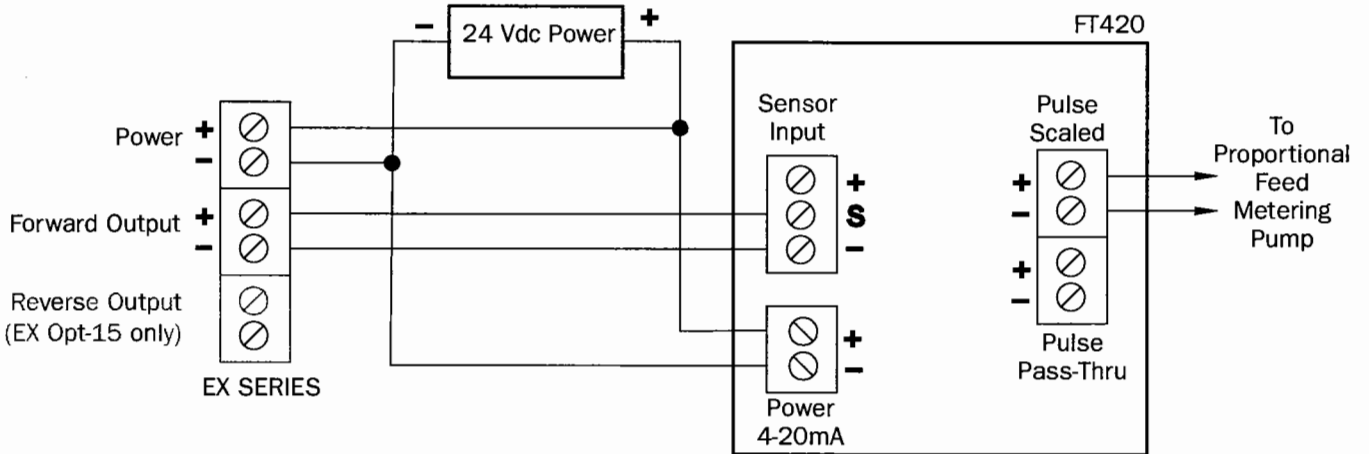 − 24 Vdc Power +
FT420
Power + −
Forward Output + −
Reverse Output
(EX Opt-15 only)
EX SERIES
Sensor
Input
+
S
−
+
−
Power
4-20mA
Pulse
Scaled
+
−
+
−
Pulse
Pass-Thru
To
Proportional
Feed
Metering
Pump